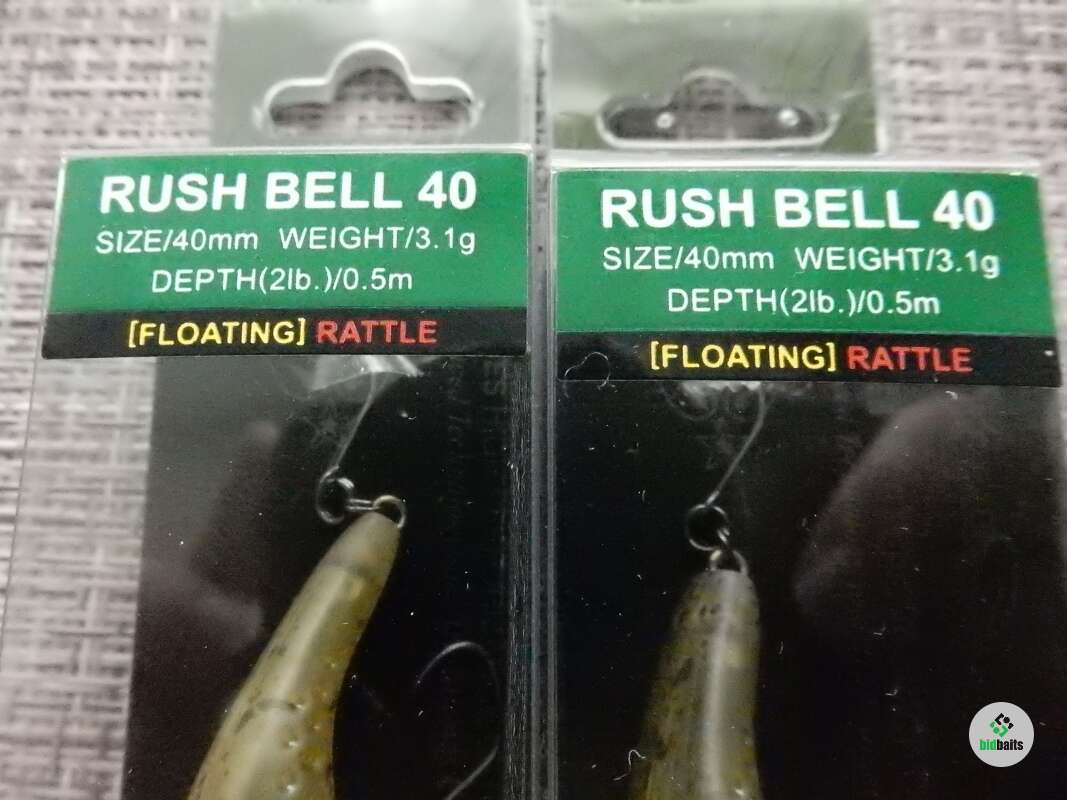 RUSH BELL 40
SIZE/40mm WEIGHT/3.1g
DEPTH(2lb.)/0.5m
[FLOATING] RATTLE
RUSH BELL 40
SIZE/40mm WEIGHT/3.1g
DEPTH(2lb.)/0.5m
[FLOATING] RATTLE
bidbaits